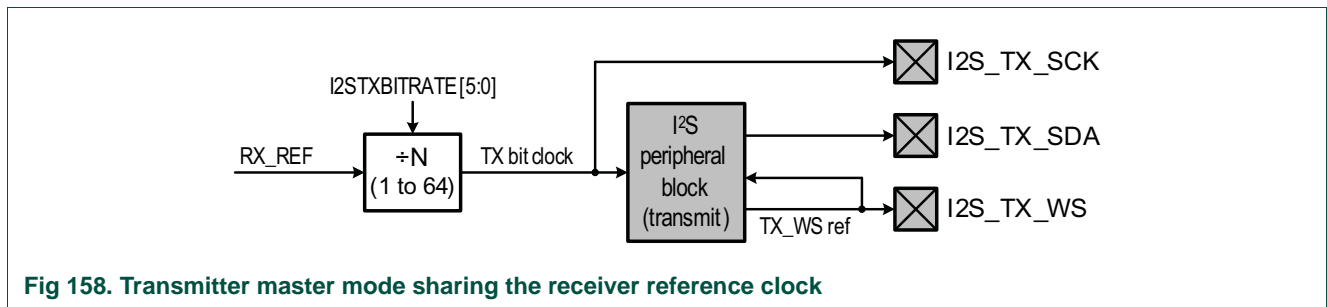 I2STXBITRATE[5:0]
RX_REF
÷N
(1 to 64)
TX bit clock
I²S
peripheral
block
(transmit)
TX_WS ref
I2S_TX_SCK
I2S_TX_SDA
I2S_TX_WS
Fig 158. Transmitter master mode sharing the receiver reference clock